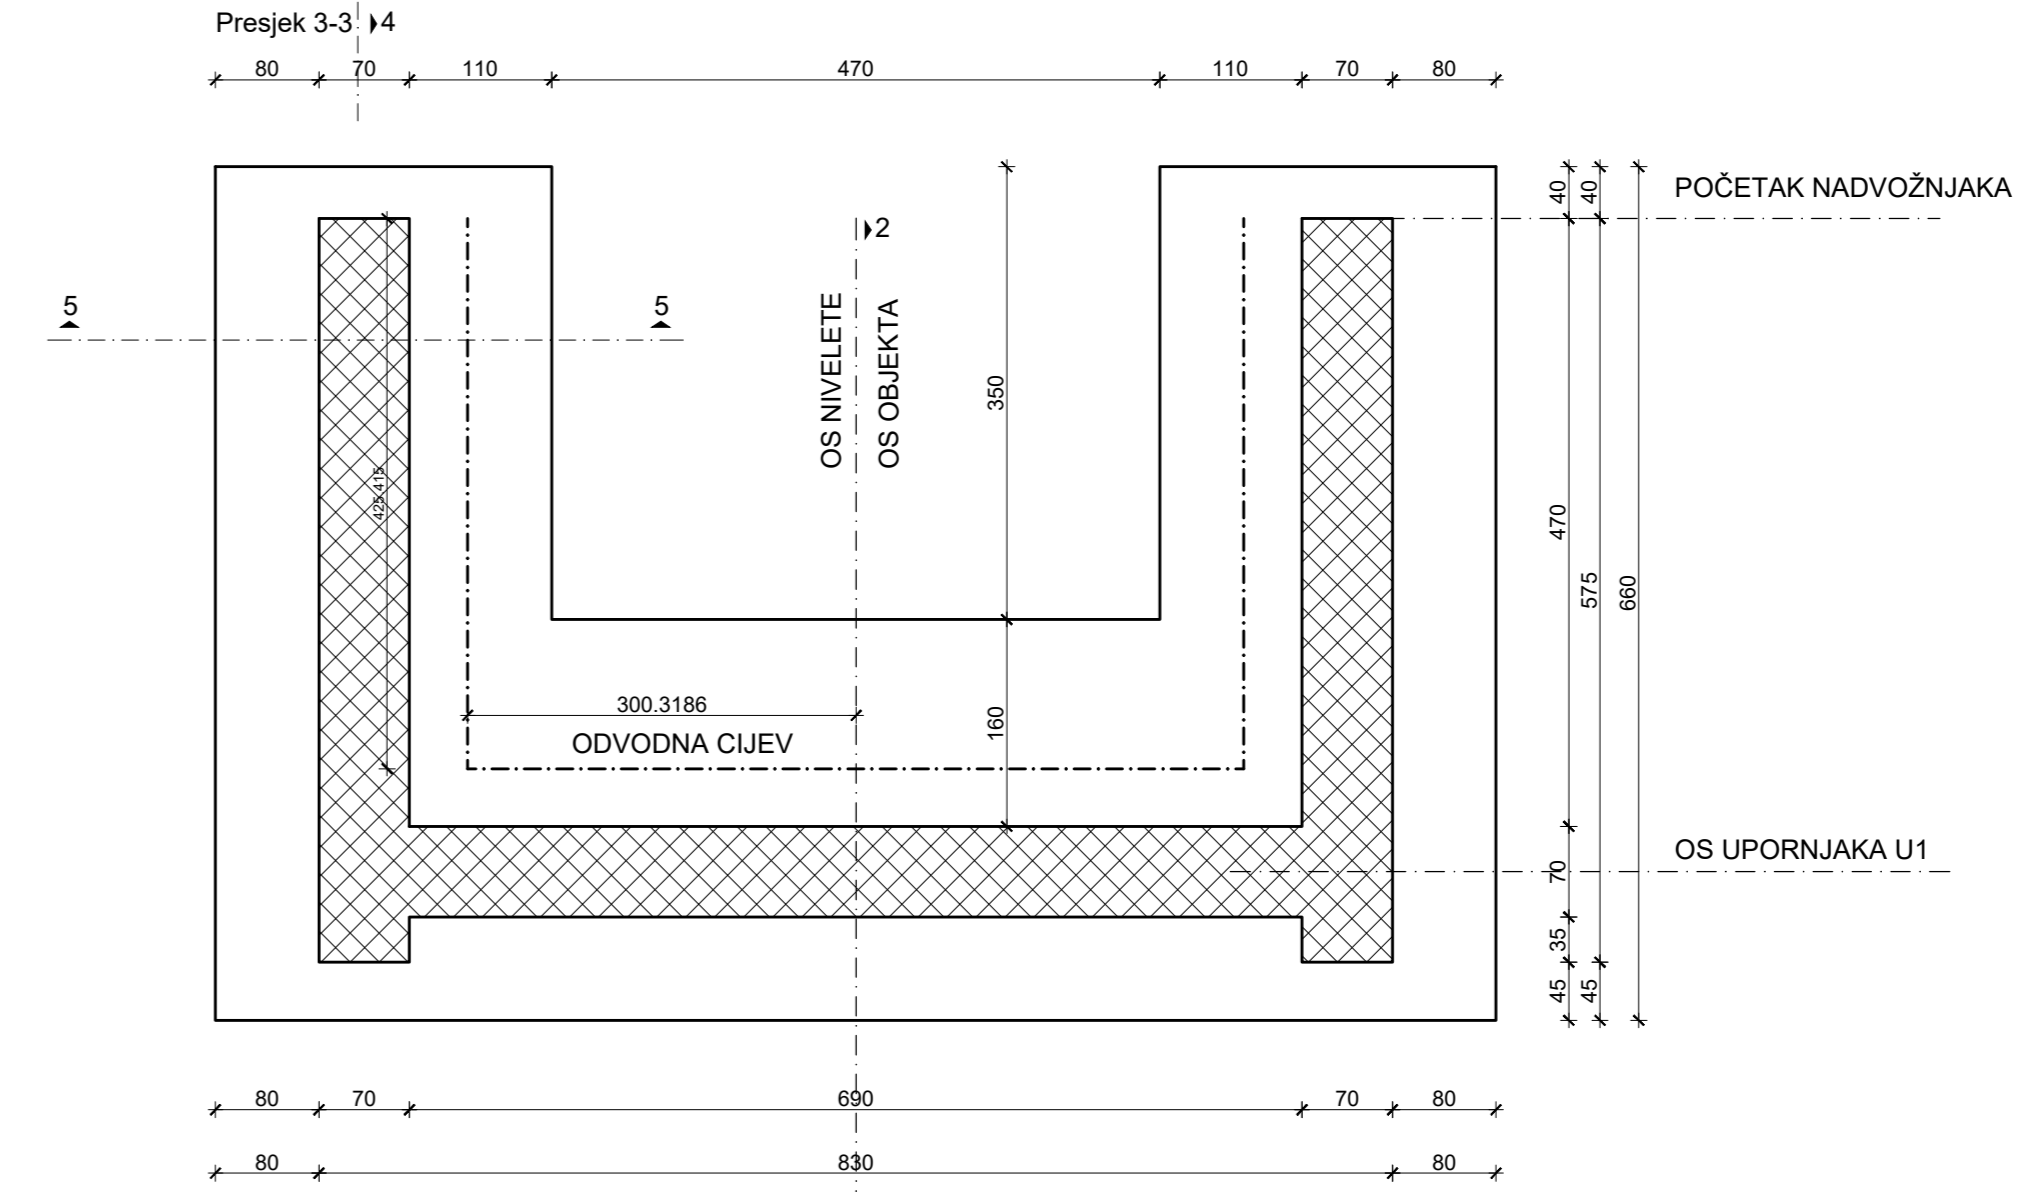 Presjek 3-3 4
80 70 110 470 110 70 80
40 40 POČETAK NADVOŽNJAKA
2
5 5
OS NIVELETE
OS OBJEKTA
350
425.415
470
575
660
300.3186
ODVODNA CIJEV
160
OS UPORNJAKA U1
70
35
45 45
80 70 690 70 80
80 830 80